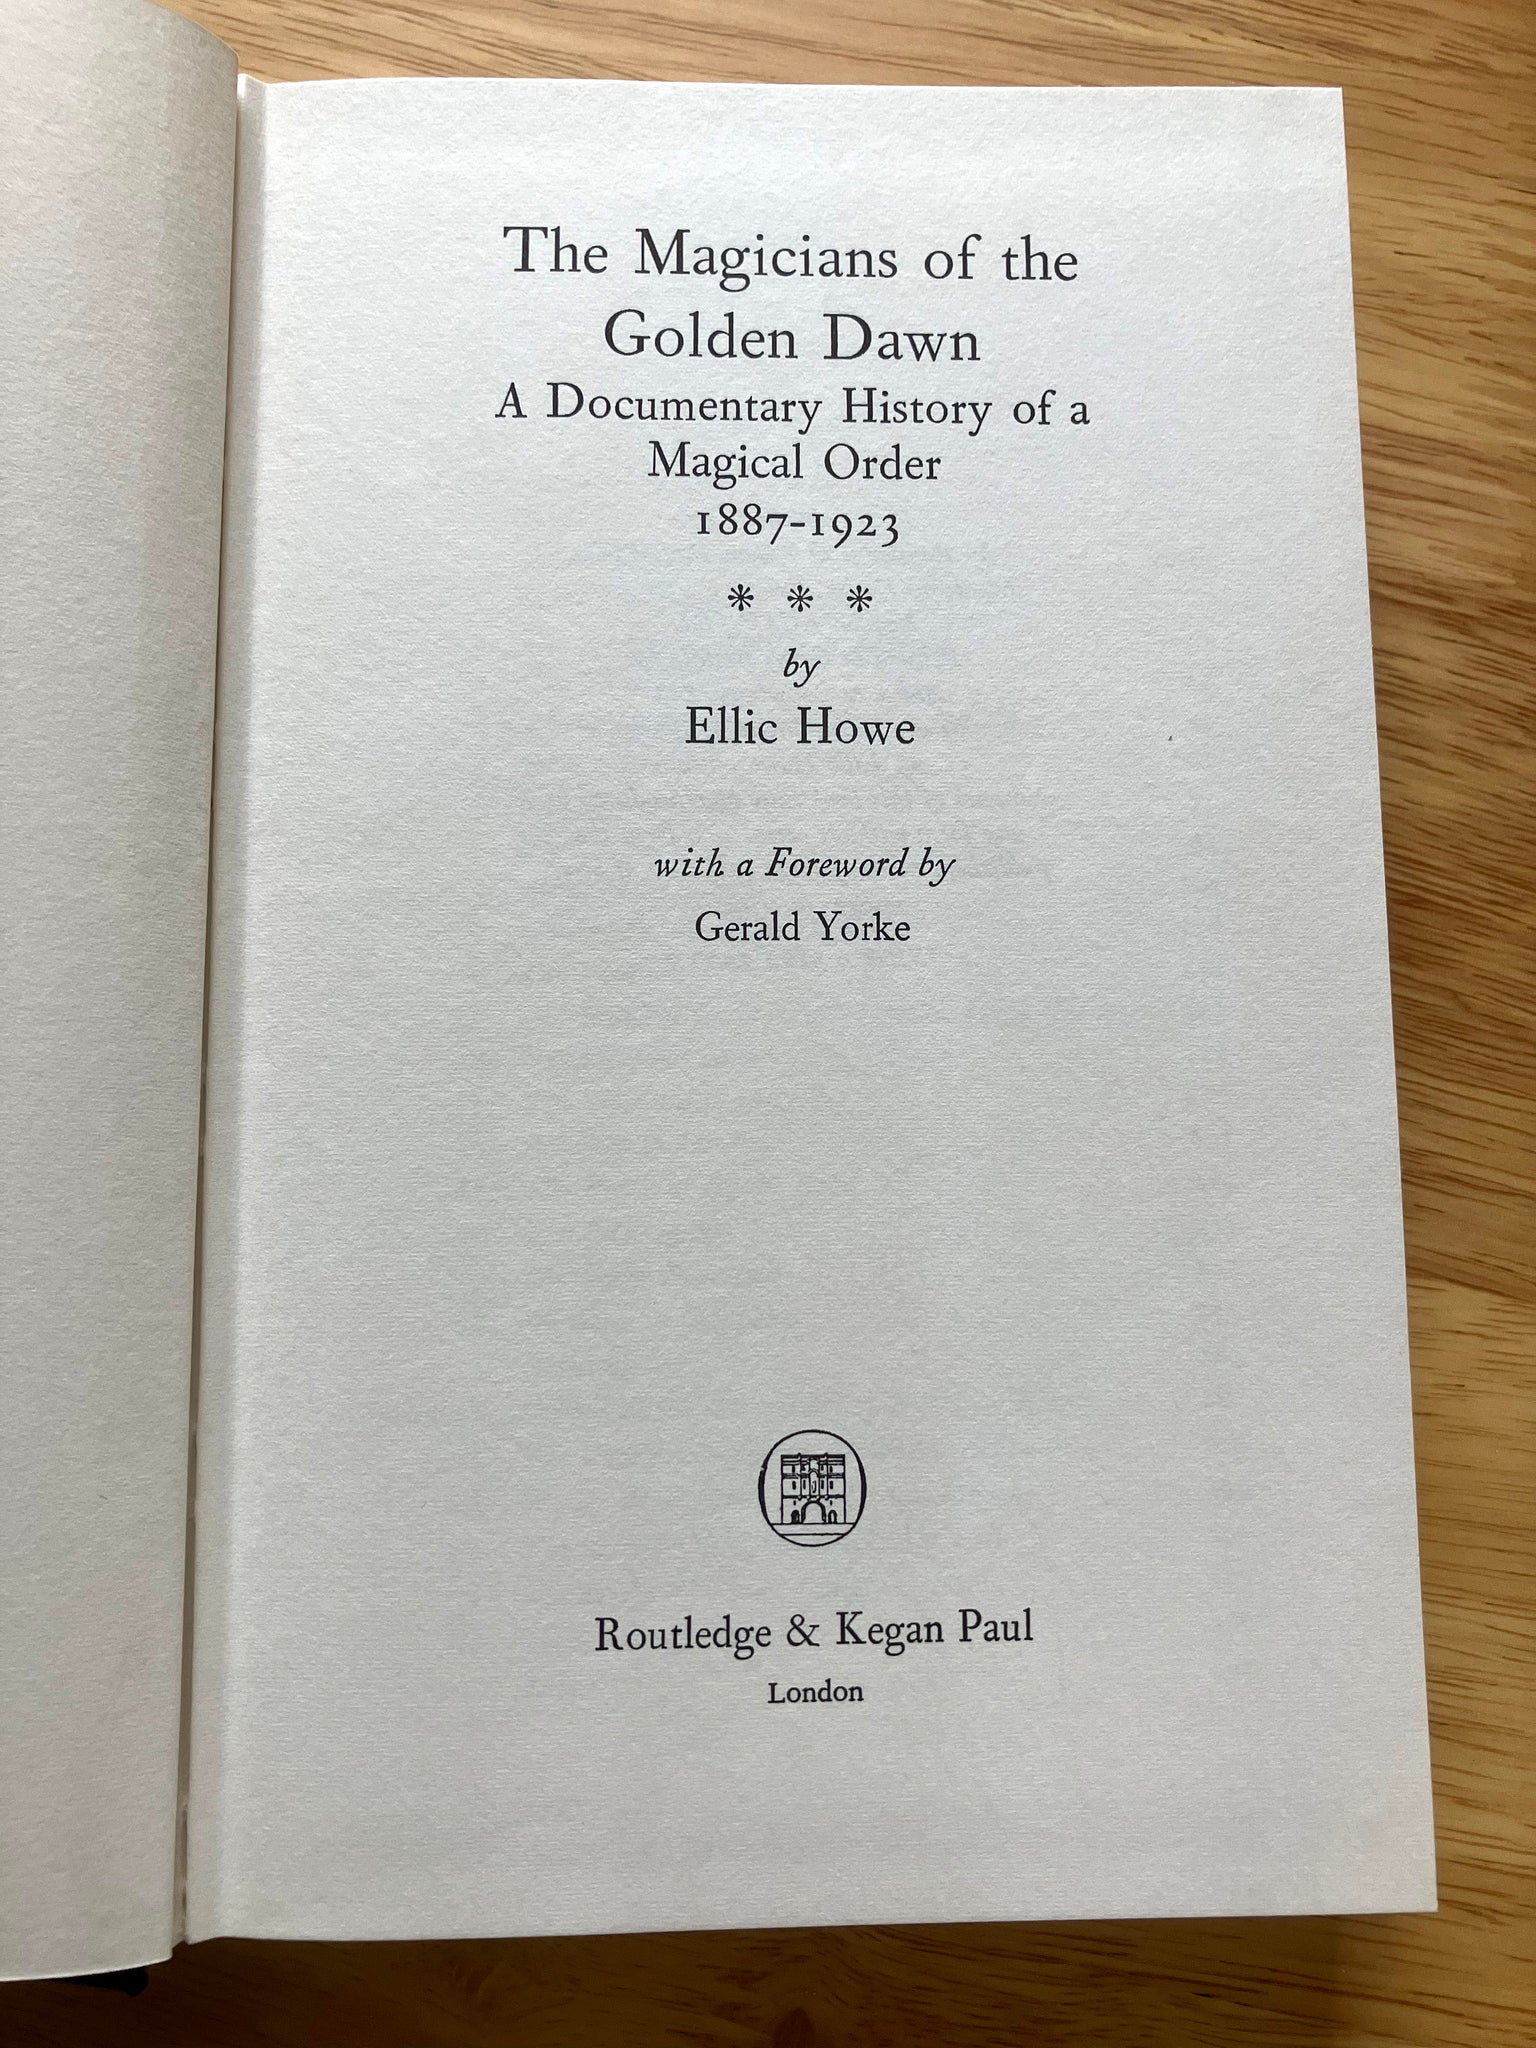 The Magicians of the
Golden Dawn
A Documentary History of a
Magical Order
1887-1923
* * *
by
Ellic Howe
with a Foreword by
Gerald Yorke
Routledge & Kegan Paul
London